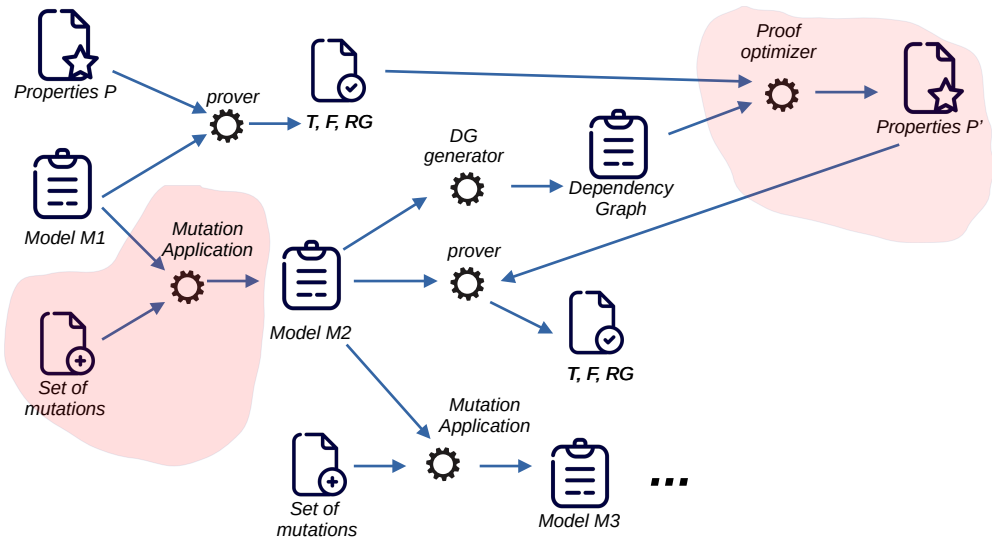 Properties P
prover
T, F, RG
Proof
optimizer
Properties P'
DG
generator
Dependency
Graph
Model M1
Mutation
Application
prover
Model M2
T, F, RG
Set of
mutations
Mutation
Application
Set of
mutations
Model M3
...